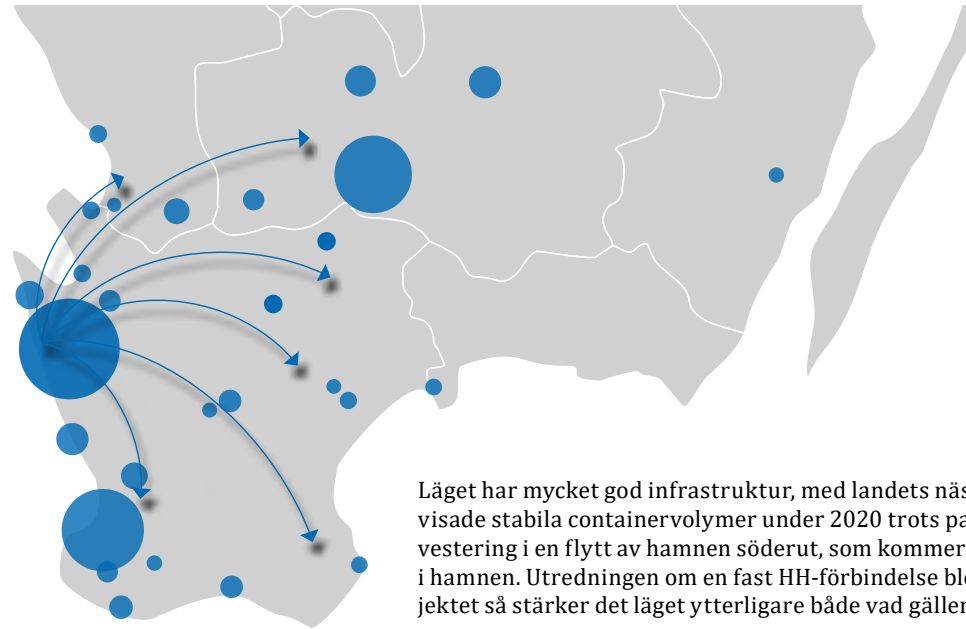 Läget har mycket god infrastruktur, med landets näs
visade stabila containervolymer under 2020 trots pa
vestering i en flytt av hamnen söderut, som kommer
i hamnen. Utredningen om en fast HH-förbindelse ble
jektet så stärker det läget ytterligare både vad gäller